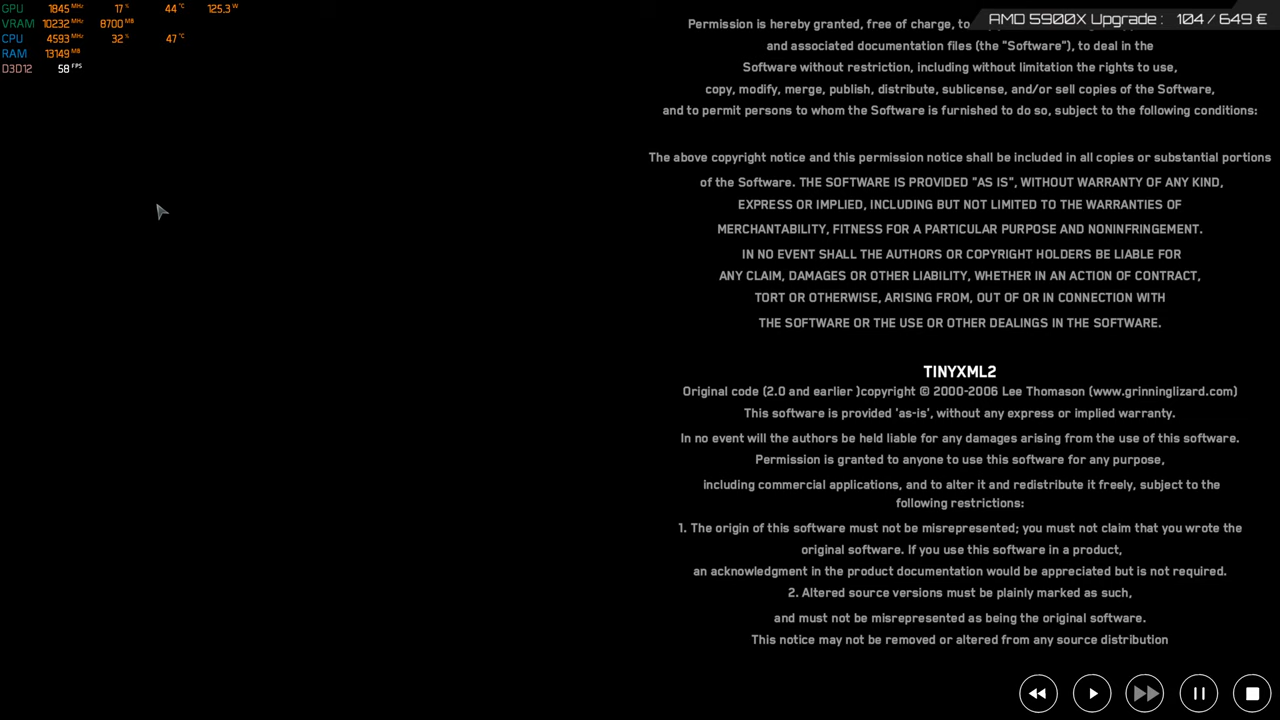 GPU 1845 MHz 17 % 44 °C 125.3 W
VRAM 10232 MHz 8700 MB
CPU 4593 MHz 32 % 47 °C
RAM 13149 MB
D3D12 58 FPS
AMD 5900X Upgrade : 104 / 649 €
Permission is hereby granted, free of charge, to
and associated documentation files (the "Software"), to deal in the
Software without restriction, including without limitation the rights to use,
copy, modify, merge, publish, distribute, sublicense, and/or sell copies of the Software,
and to permit persons to whom the Software is furnished to do so, subject to the following conditions:
The above copyright notice and this permission notice shall be included in all copies or substantial portions
of the Software. THE SOFTWARE IS PROVIDED "AS IS", WITHOUT WARRANTY OF ANY KIND,
EXPRESS OR IMPLIED, INCLUDING BUT NOT LIMITED TO THE WARRANTIES OF
MERCHANTABILITY, FITNESS FOR A PARTICULAR PURPOSE AND NONINFRINGEMENT.
IN NO EVENT SHALL THE AUTHORS OR COPYRIGHT HOLDERS BE LIABLE FOR
ANY CLAIM, DAMAGES OR OTHER LIABILITY, WHETHER IN AN ACTION OF CONTRACT,
TORT OR OTHERWISE, ARISING FROM, OUT OF OR IN CONNECTION WITH
THE SOFTWARE OR THE USE OR OTHER DEALINGS IN THE SOFTWARE.
TINYXML2
Original code (2.0 and earlier )copyright © 2000-2006 Lee Thomason (www.grinninglizard.com)
This software is provided 'as-is', without any express or implied warranty.
In no event will the authors be held liable for any damages arising from the use of this software.
Permission is granted to anyone to use this software for any purpose,
including commercial applications, and to alter it and redistribute it freely, subject to the
following restrictions:
1. The origin of this software must not be misrepresented; you must not claim that you wrote the
original software. If you use this software in a product,
an acknowledgment in the product documentation would be appreciated but is not required.
2. Altered source versions must be plainly marked as such,
and must not be misrepresented as being the original software.
This notice may not be removed or altered from any source distribution